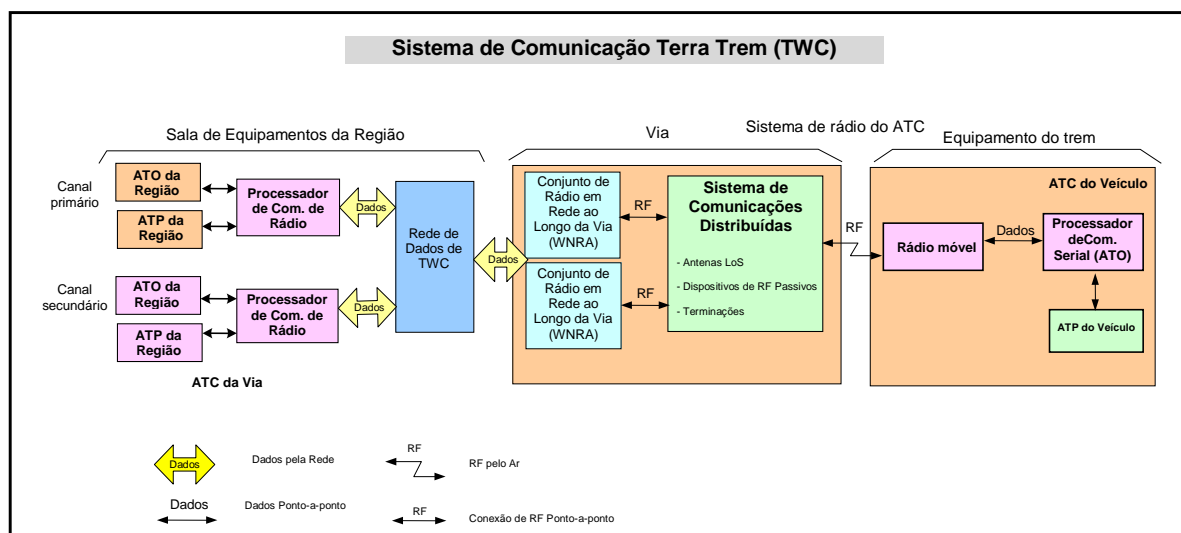 Sistema de Comunicação Terra Trem (TWC)
Sala de Equipamentos da Região
Via
Sistema de rádio do ATC
Equipamento do trem
Canal
primário
ATO da
Região
ATP da
Região
Processador
de Com. de
Rádio
Dados
Canal
secundário
ATO da
Região
ATP da
Região
Processador
de Com. de
Rádio
Dados
ATC da Via
Rede de
Dados de
TWC
Dados
Conjunto de
Rádio em
Rede ao
Longo da Via
(WNRA)
RF
Conjunto de
Rádio em
Rede ao
Longo da Via
(WNRA)
RF
Sistema de
Comunicações
Distribuídas
- Antenas LoS
- Dispositivos de RF Passivos
- Terminações
RF
ATC do Veículo
Rádio móvel
Dados
Processador
deCom.
Serial (ATO)
ATP do Veículo
Dados
Dados pela Rede
RF
RF pelo Ar
Dados
Dados Ponto-a-ponto
RF
Conexão de RF Ponto-a-ponto